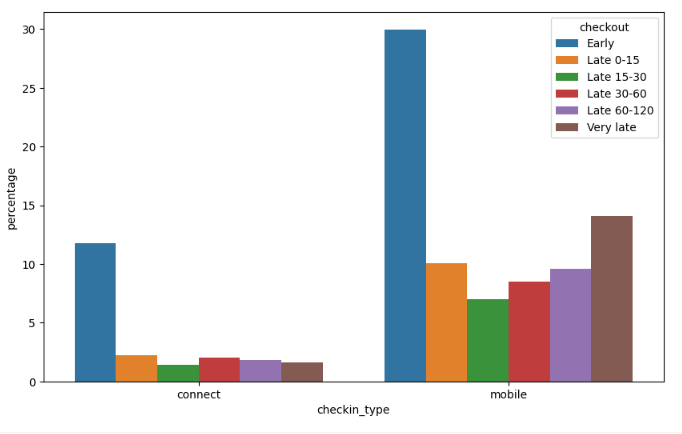 checkout
Early
Late 0-15
Late 15-30
Late 30-60
Late 60-120
Very late
percentage
30
25
20
15
10
5
0
connect
mobile
checkin_type